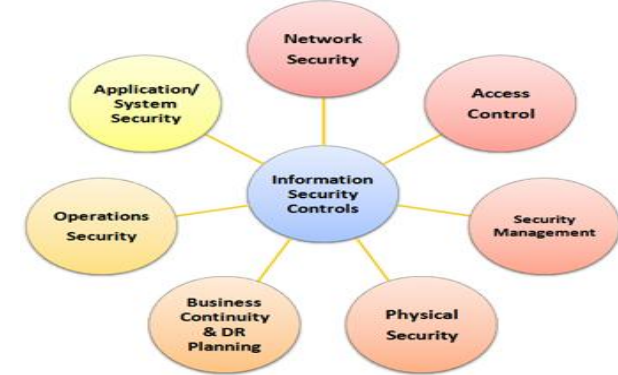 Network
Security
Access
Control
Security
Management
Physical
Security
Business
Continuity
& DR
Planning
Operations
Security
Application/
System
Security
Information
Security
Controls